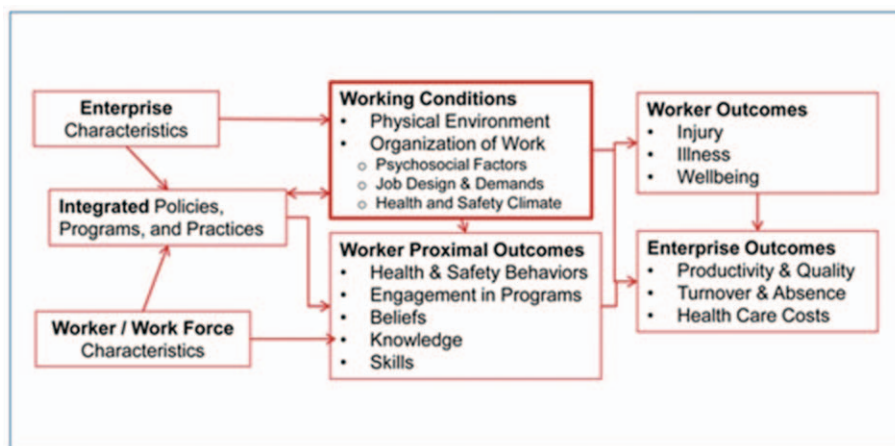 Enterprise
Characteristics
Integrated Policies,
Programs, and Practices
Worker / Work Force
Characteristics
Working Conditions
• Physical Environment
• Organization of Work
o Psychosocial Factors
o Job Design & Demands
o Health and Safety Climate
Worker Proximal Outcomes
• Health & Safety Behaviors
• Engagement in Programs
• Beliefs
• Knowledge
• Skills
Worker Outcomes
• Injury
• Illness
• Wellbeing
Enterprise Outcomes
• Productivity & Quality
• Turnover & Absence
• Health Care Costs